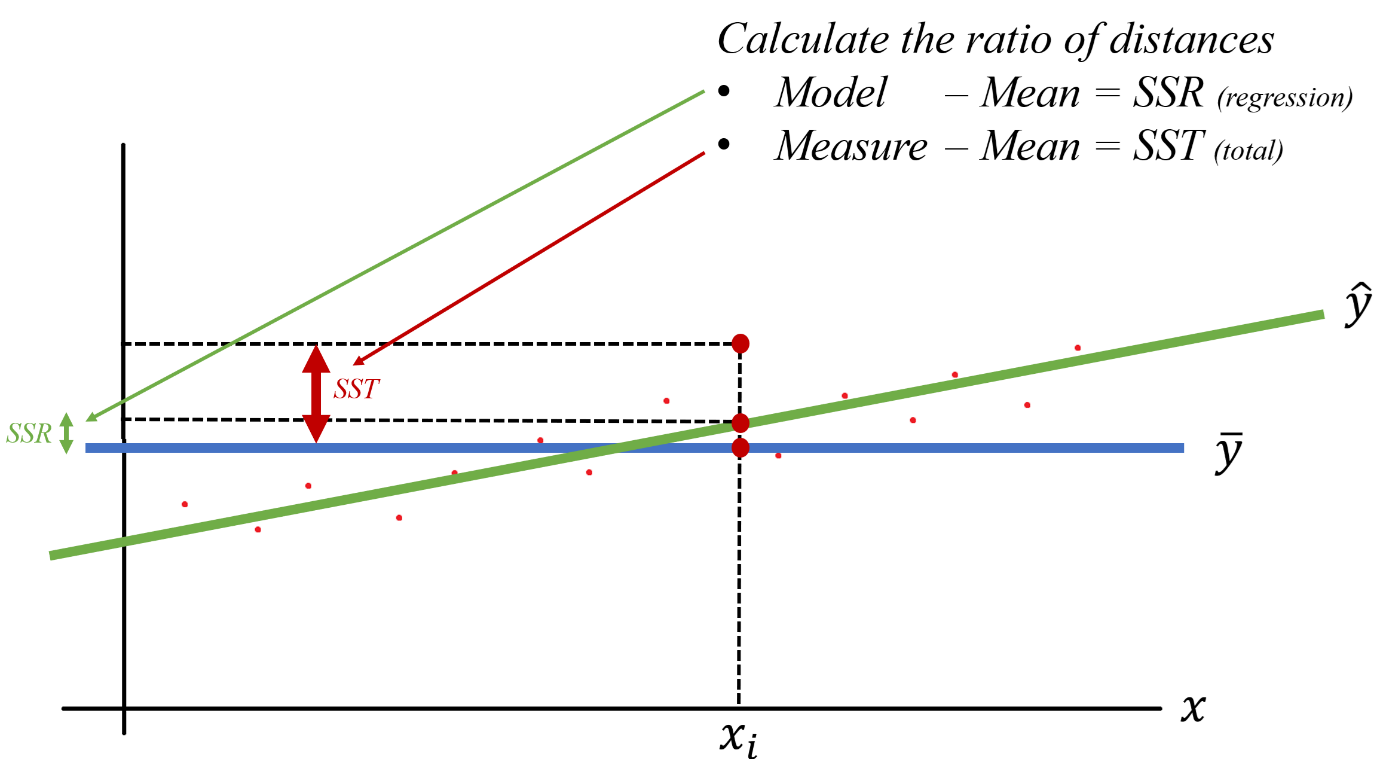 Calculate the ratio of distances
• Model – Mean = SSR (regression)
• Measure – Mean = SST (total)
ŷ
SST
SSR
ȳ
x
xᵢ